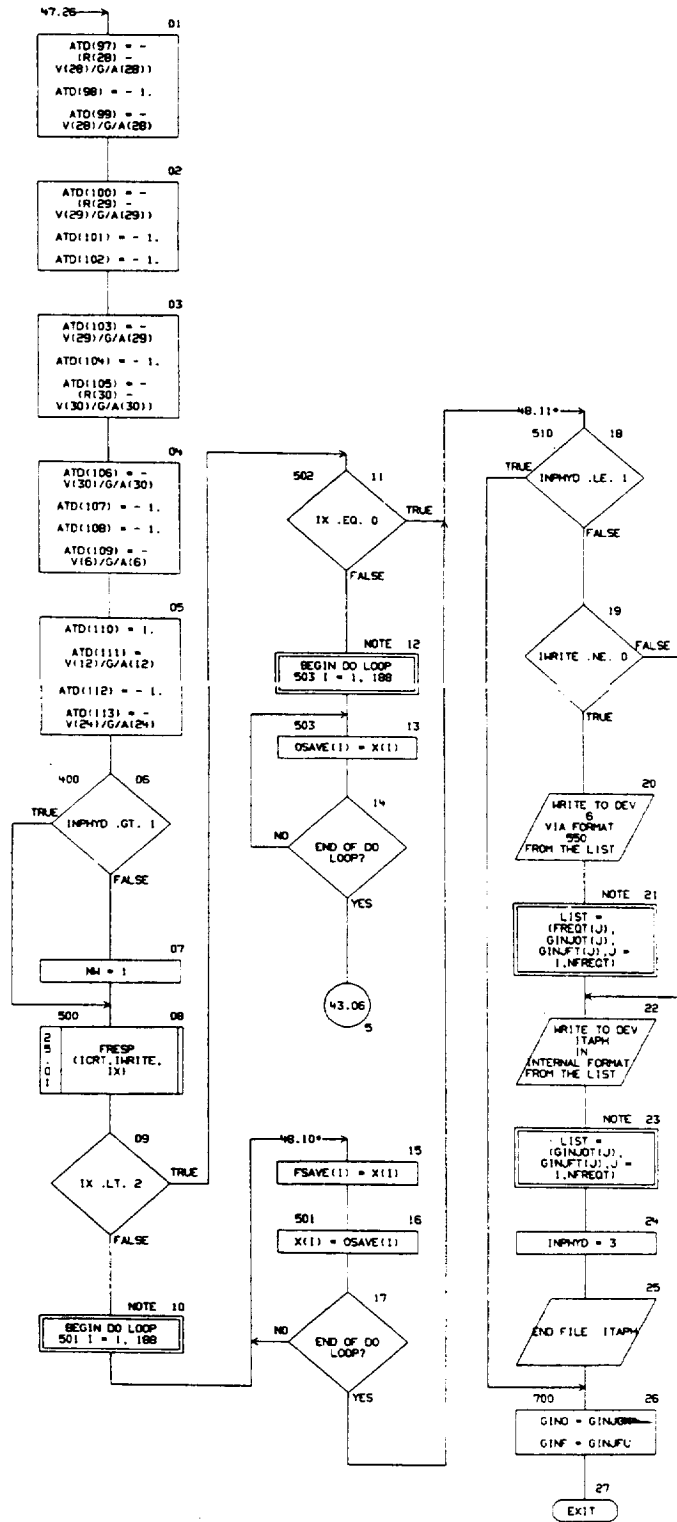 47.26
01
ATD(97) = -
(R(28) -
V(28)/G/A(28))
ATD(98) = - 1.
ATD(99) = -
V(28)/G/A(28)
02
ATD(100) = -
(R(29) -
V(29)/G/A(29))
ATD(101) = - 1.
ATD(102) = - 1.
03
ATD(103) = -
V(29)/G/A(29)
ATD(104) = - 1.
ATD(105) = -
(R(30) -
V(30)/G/A(30))
04
ATD(106) = -
V(30)/G/A(30)
ATD(107) = - 1.
ATD(108) = - 1.
ATD(109) = -
V(6)/G/A(6)
05
ATD(110) = 1.
ATD(111) =
V(12)/G/A(12)
ATD(112) = - 1.
ATD(113) = -
V(24)/G/A(24)
400 06
TRUE
INPHYD .GT. 1
FALSE
07
NW = 1
500 08
25.01
FRESP
(ICRT,IWRITE,
IX)
09
IX .LT. 2
TRUE
FALSE
NOTE 10
BEGIN DO LOOP
501 I = 1, 188
502 11
IX .EQ. 0
TRUE
FALSE
NOTE 12
BEGIN DO LOOP
503 I = 1, 188
503 13
OSAVE(I) = X(I)
14
NO
END OF DO
LOOP?
YES
43.06
5
48.10*
15
FSAVE(I) = X(I)
501 16
X(I) = OSAVE(I)
17
NO
END OF DO
LOOP?
YES
48.11*
510 18
TRUE
INPHYD .LE. 1
FALSE
19
IWRITE .NE. 0
FALSE
TRUE
20
WRITE TO DEV
6
VIA FORMAT
550
FROM THE LIST
NOTE 21
LIST =
(FREQT(J),
GINJOT(J),
GINJFT(J),J =
1,NFREQT)
22
WRITE TO DEV
ITAPH
IN
INTERNAL FORMAT
FROM THE LIST
NOTE 23
LIST =
(GINJOT(J),
GINJFT(J),J =
1,NFREQT)
24
INPHYD = 3
25
END FILE ITAPH
700 26
GINO =
GINF =
27
EXIT